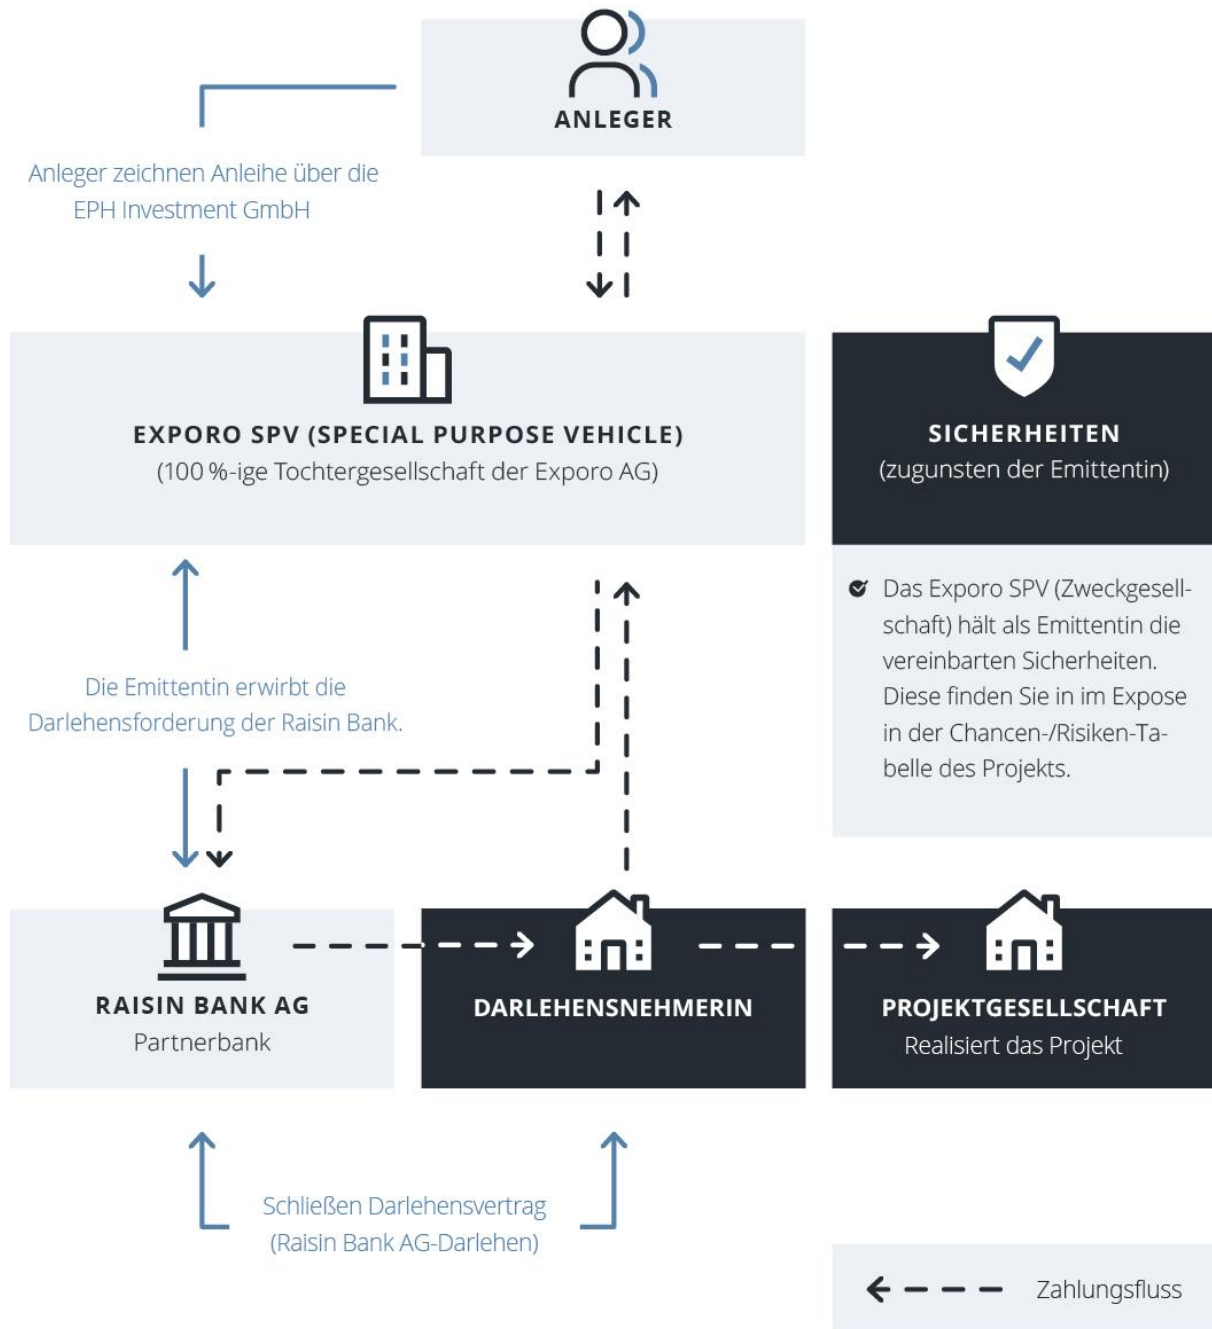 ANLEGER
Anleger zeichnen Anleihe über die
EPH Investment GmbH
EXPORO SPV (SPECIAL PURPOSE VEHICLE)
(100 %-ige Tochtergesellschaft der Exporo AG)
SICHERHEITEN
(zugunsten der Emittentin)
Das Exporo SPV (Zweckgesell-
schaft) hält als Emittentin die
vereinbarten Sicherheiten.
Diese finden Sie in im Expose
in der Chancen-/Risiken-Ta-
belle des Projekts.
Die Emittentin erwirbt die
Darlehensforderung der Raisin Bank.
RAISIN BANK AG
Partnerbank
DARLEHENSNEHMERIN
PROJEKTGESELLSCHAFT
Realisiert das Projekt
Schließen Darlehensvertrag
(Raisin Bank AG-Darlehen)
Zahlungsfluss